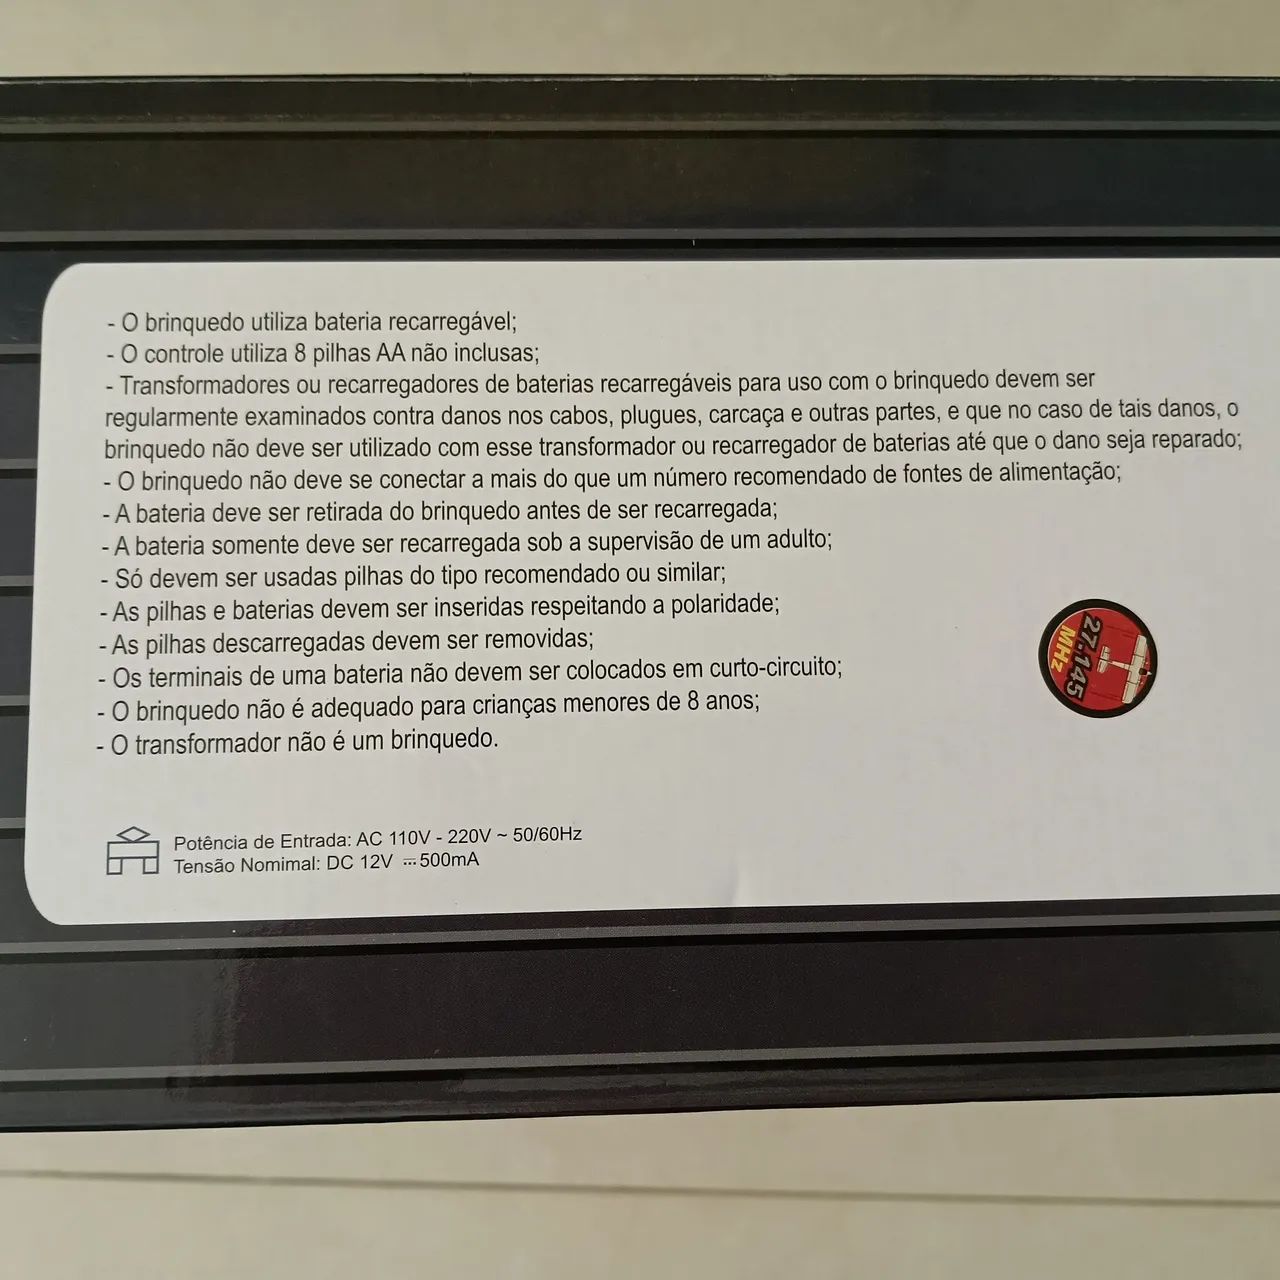 - O brinquedo utiliza bateria recarregável;
- O controle utiliza 8 pilhas AA não inclusas;
- Transformadores ou recarregadores de baterias recarregáveis para uso com o brinquedo devem ser
regularmente examinados contra danos nos cabos, plugues, carcaça e outras partes, e que no caso de tais danos, o
brinquedo não deve ser utilizado com esse transformador ou recarregador de baterias até que o dano seja reparado;
- O brinquedo não deve se conectar a mais do que um número recomendado de fontes de alimentação;
- A bateria deve ser retirada do brinquedo antes de ser recarregada;
- A bateria somente deve ser recarregada sob a supervisão de um adulto;
- Só devem ser usadas pilhas do tipo recomendado ou similar;
- As pilhas e baterias devem ser inseridas respeitando a polaridade;
- As pilhas descarregadas devem ser removidas;
- Os terminais de uma bateria não devem ser colocados em curto-circuito;
- O brinquedo não é adequado para crianças menores de 8 anos;
- O transformador não é um brinquedo.
27.145
MHz
Potência de Entrada: AC 110V - 220V ~ 50/60Hz
Tensão Nomimal: DC 12V ⎓ 500mA